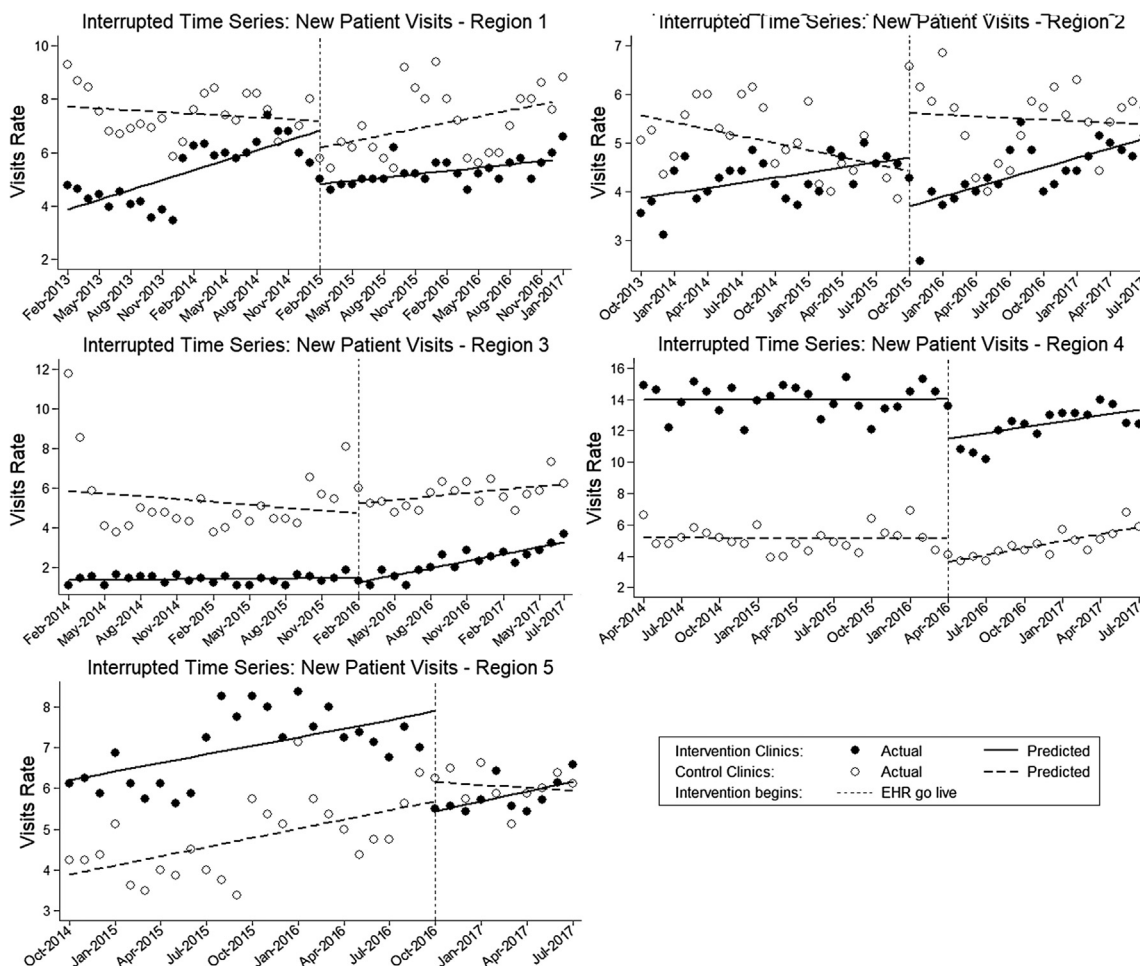 Interrupted Time Series: New Patient Visits - Region 1
Visits Rate
10
8
6
4
2
Feb-2013
May-2013
Aug-2013
Nov-2013
Feb-2014
May-2014
Aug-2014
Nov-2014
Feb-2015
May-2015
Aug-2015
Nov-2015
Feb-2016
May-2016
Aug-2016
Nov-2016
Jan-2017
Interrupted Time Series: New Patient Visits - Region 2
Visits Rate
7
6
5
4
3
Oct-2013
Jan-2014
Apr-2014
Jul-2014
Oct-2014
Jan-2015
Apr-2015
Jul-2015
Oct-2015
Jan-2016
Apr-2016
Jul-2016
Oct-2016
Jan-2017
Apr-2017
Jul-2017
Interrupted Time Series: New Patient Visits - Region 3
Visits Rate
12
10
8
6
4
2
Feb-2014
May-2014
Aug-2014
Nov-2014
Feb-2015
May-2015
Aug-2015
Nov-2015
Feb-2016
May-2016
Aug-2016
Nov-2016
Feb-2017
May-2017
Jul-2017
Interrupted Time Series: New Patient Visits - Region 4
Visits Rate
16
14
12
10
8
6
4
2
Apr-2014
Jul-2014
Oct-2014
Jan-2015
Apr-2015
Jul-2015
Oct-2015
Jan-2016
Apr-2016
Jul-2016
Oct-2016
Jan-2017
Apr-2017
Jul-2017
Interrupted Time Series: New Patient Visits - Region 5
Visits Rate
8
7
6
5
4
3
Oct-2014
Jan-2015
Apr-2015
Jul-2015
Oct-2015
Jan-2016
Apr-2016
Jul-2016
Oct-2016
Jan-2017
Apr-2017
Jul-2017
Intervention Clinics: Actual Predicted
Control Clinics: Actual Predicted
Intervention begins: EHR go live